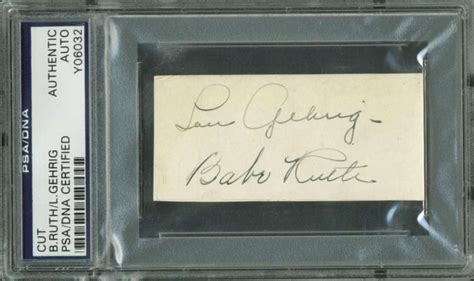 PSA/DNA
CUT
B.RUTH/L.GEHRIG
PSA/DNA CERTIFIED
AUTHENTIC
AUTO
Y06032
Lou Gehrig
Babe Ruth